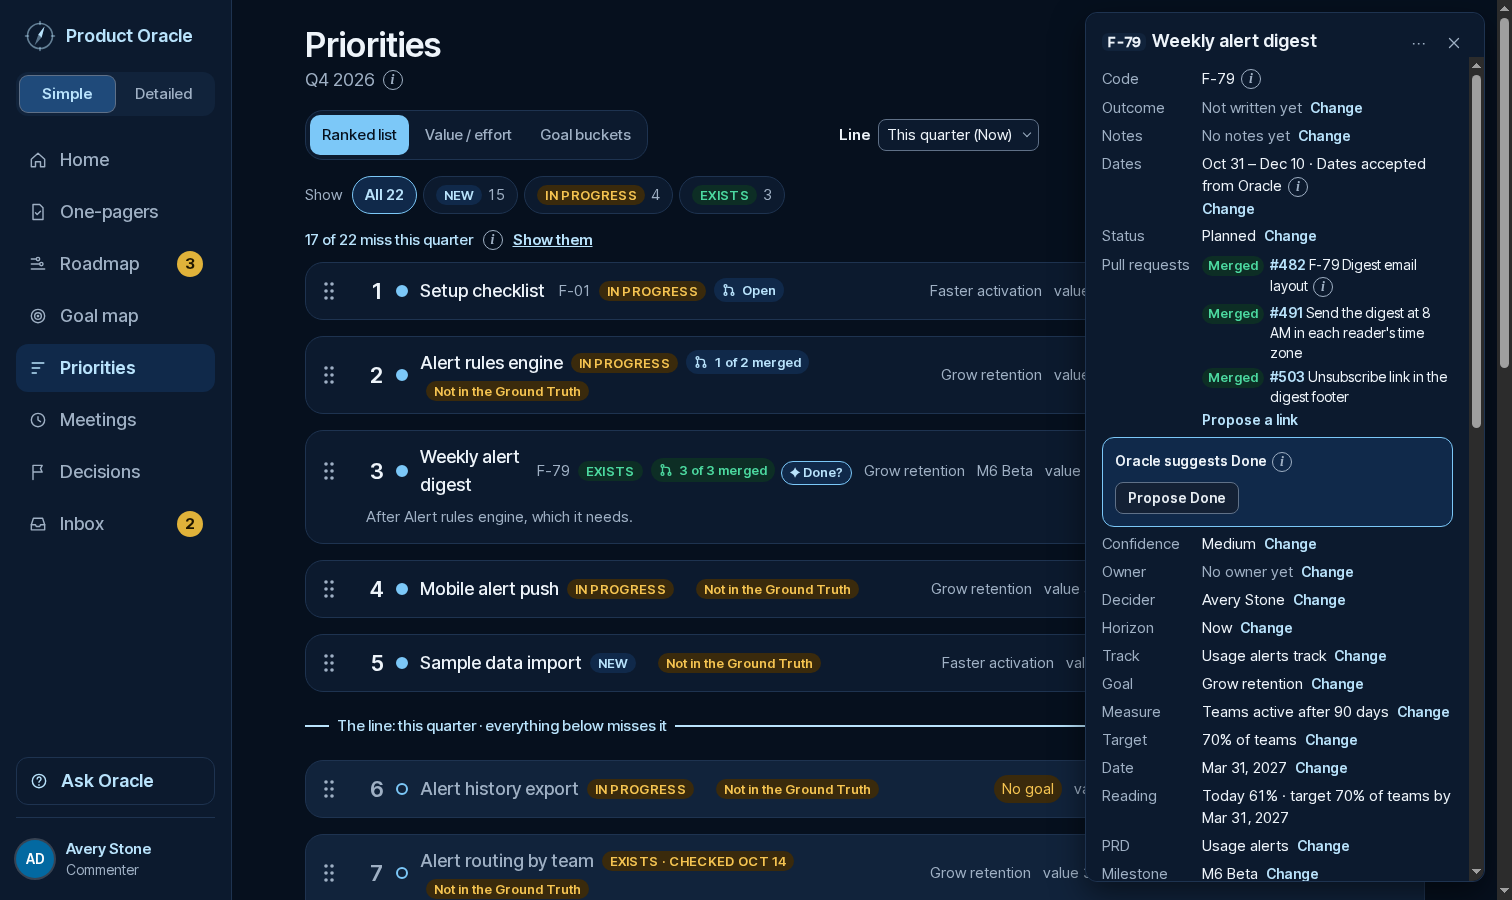 Product Oracle
Simple
Detailed
Home
One-pagers
Roadmap
3
Goal map
Priorities
Meetings
Decisions
Inbox
2
Ask Oracle
AD
Avery Stone
Commenter
Priorities
Q4 2026 i
Ranked list
Value / effort
Goal buckets
Line This quarter (Now)
Show
All 22
NEW 15
IN PROGRESS 4
EXISTS 3
17 of 22 miss this quarter i Show them
1 Setup checklist F-01 IN PROGRESS Open Faster activation value
2 Alert rules engine IN PROGRESS 1 of 2 merged Grow retention value
Not in the Ground Truth
3 Weekly alert digest F-79 EXISTS 3 of 3 merged Done? Grow retention M6 Beta value
After Alert rules engine, which it needs.
4 Mobile alert push IN PROGRESS Not in the Ground Truth Grow retention value
5 Sample data import NEW Not in the Ground Truth Faster activation val
The line: this quarter · everything below misses it
6 Alert history export IN PROGRESS Not in the Ground Truth No goal va
7 Alert routing by team EXISTS · CHECKED OCT 14 Grow retention value
Not in the Ground Truth
F-79 Weekly alert digest ...
Code F-79 i
Outcome Not written yet Change
Notes No notes yet Change
Dates Oct 31 – Dec 10 · Dates accepted
from Oracle i
Change
Status Planned Change
Pull requests Merged #482 F-79 Digest email
layout i
Merged #491 Send the digest at 8
AM in each reader's time
zone
Merged #503 Unsubscribe link in the
digest footer
Propose a link
Oracle suggests Done i
Propose Done
Confidence Medium Change
Owner No owner yet Change
Decider Avery Stone Change
Horizon Now Change
Track Usage alerts track Change
Goal Grow retention Change
Measure Teams active after 90 days Change
Target 70% of teams Change
Date Mar 31, 2027 Change
Reading Today 61% · target 70% of teams by
Mar 31, 2027
PRD Usage alerts Change
Milestone M6 Beta Change